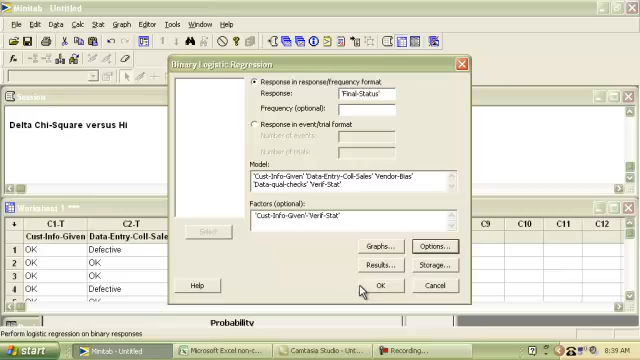 Minitab - Untitled
File Edit Data Calc Stat Graph Editor Tools Window Help
Binary Logistic Regression
Response in response/frequency format
Response: 'Final-Status'
Frequency (optional):
Response in event/trial format
Number of events:
Number of trials:
Model:
'Cust-Info-Given' 'Data-Entry-Coll-Sales' 'Vendor-Bias'
'Data-qual-checks' 'Verif-Stat'
Factors (optional):
'Cust-Info-Given'-'Verif-Stat'
Select
Graphs... Options...
Results... Storage...
Help OK Cancel
Session
Delta Chi-Square versus Hi
Worksheet 1 ***
C1-T C2-T C9 C10
Cust-Info-Given Data-Entry-Coll-Sales
1 OK Defective
2 OK OK
3 OK Defective
4 OK Defective
Probability
Perform logistic regression on binary responses
8:39 AM
start Minitab - Untitled Microsoft Excel non-c... Camtasia Studio - Unt... Recording...